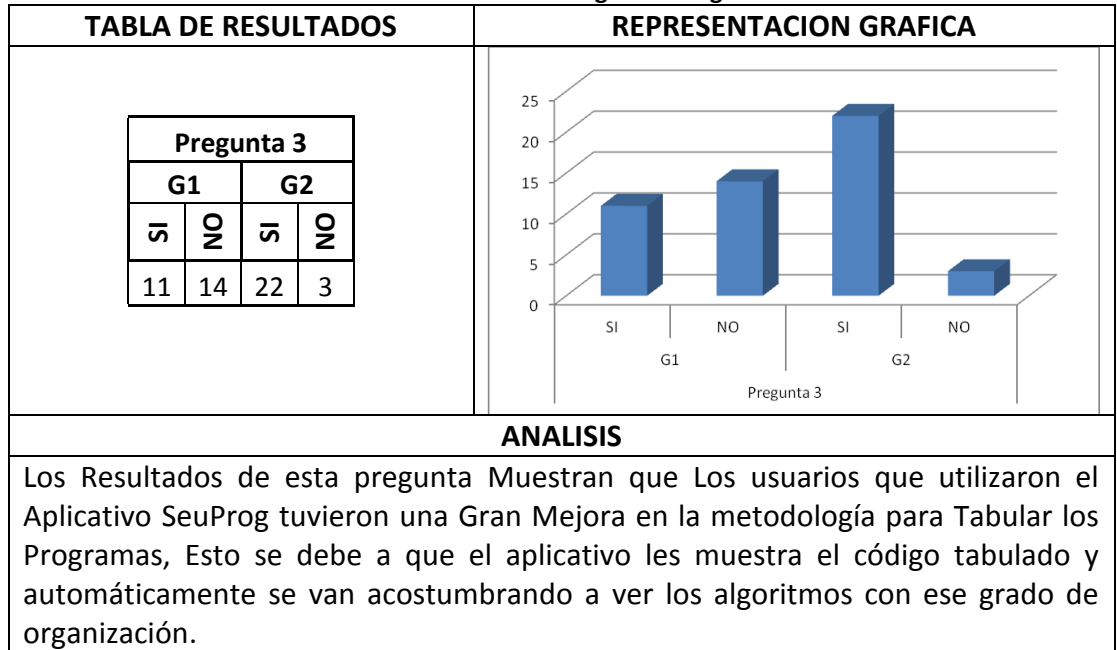 TABLA DE RESULTADOS
REPRESENTACION GRAFICA
Pregunta 3
G1 G2
SI NO SI NO
11 14 22 3
25
20
15
10
5
0
SI NO SI NO
G1 G2
Pregunta 3
ANALISIS
Los Resultados de esta pregunta Muestran que Los usuarios que utilizaron el
Aplicativo SeuProg tuvieron una Gran Mejora en la metodología para Tabular los
Programas, Esto se debe a que el aplicativo les muestra el código tabulado y
automáticamente se van acostumbrando a ver los algoritmos con ese grado de
organización.